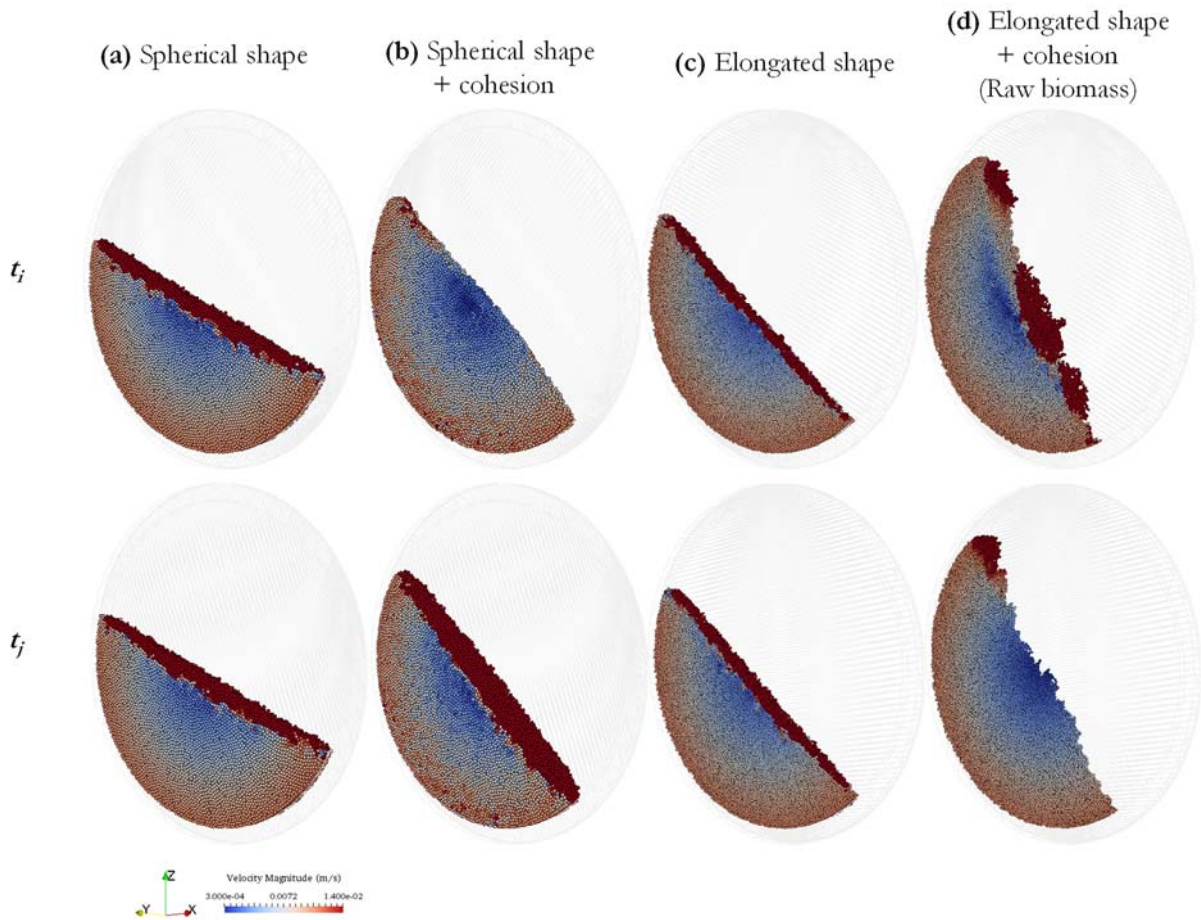 (a) Spherical shape
(b) Spherical shape
+ cohesion
(c) Elongated shape
(d) Elongated shape
+ cohesion
(Raw biomass)
ti
tj
Z
Y
X
Velocity Magnitude (m/s)
3.000e-04 0.0072 1.400e-02